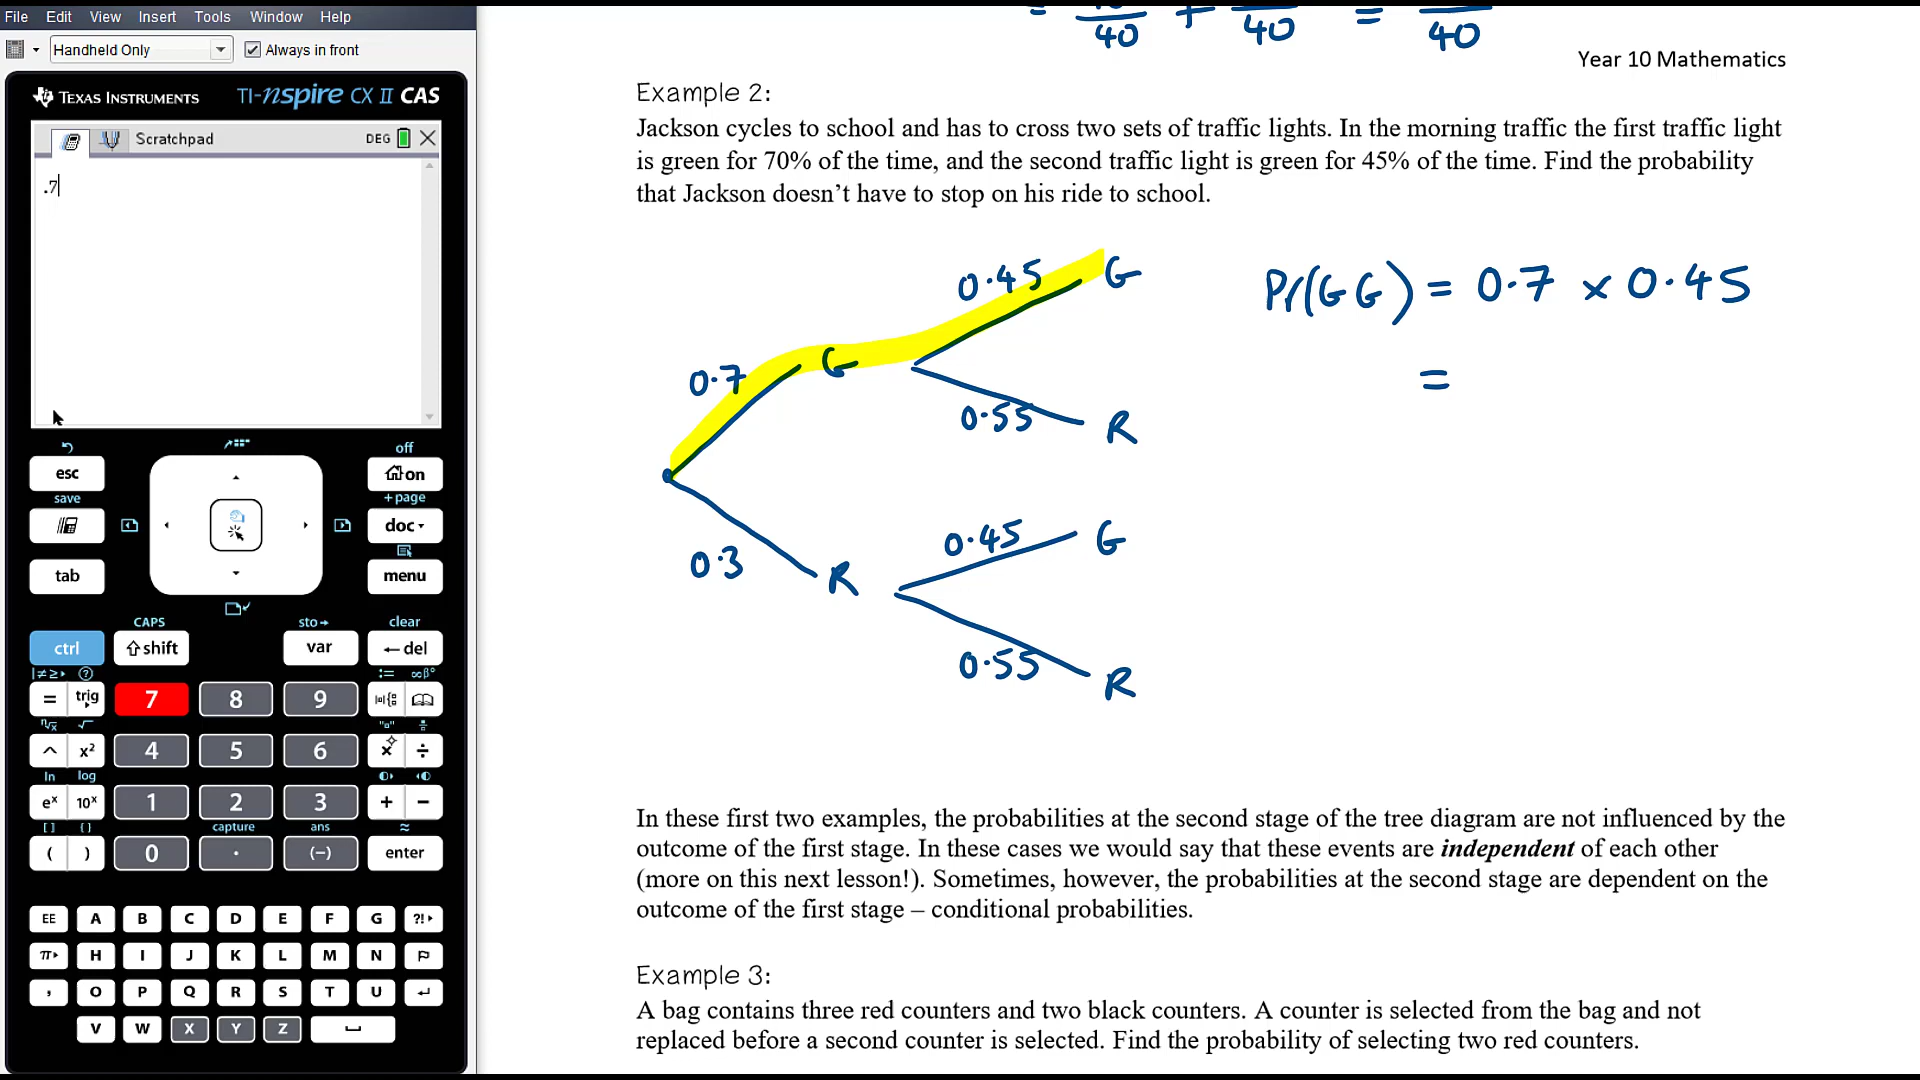 File Edit View Insert Tools Window Help
Handheld Only Always in front
TEXAS INSTRUMENTS TI-nspire CX II CAS
Scratchpad DEG
.7
esc off on
save + page
doc
tab menu
CAPS sto→ clear
ctrl ⇧shift var ←del
= trig 7 8 9
^ x² 4 5 6 × ÷
ln log
eˣ 10ˣ 1 2 3 + −
[ ] { } capture ans ≈
( ) 0 . (−) enter
EE A B C D E F G ?!▸
π▸ H I J K L M N
, O P Q R S T U ↵
V W X Y Z
= 40 + 40 = 40
Year 10 Mathematics
Example 2:
Jackson cycles to school and has to cross two sets of traffic lights. In the morning traffic the first traffic light
is green for 70% of the time, and the second traffic light is green for 45% of the time. Find the probability
that Jackson doesn’t have to stop on his ride to school.
0.45 G
0.7 G
0.55 R
0.3 R
0.45 G
0.55 R
Pr(GG) = 0.7 × 0.45
=
In these first two examples, the probabilities at the second stage of the tree diagram are not influenced by the
outcome of the first stage. In these cases we would say that these events are independent of each other
(more on this next lesson!). Sometimes, however, the probabilities at the second stage are dependent on the
outcome of the first stage – conditional probabilities.
Example 3:
A bag contains three red counters and two black counters. A counter is selected from the bag and not
replaced before a second counter is selected. Find the probability of selecting two red counters.